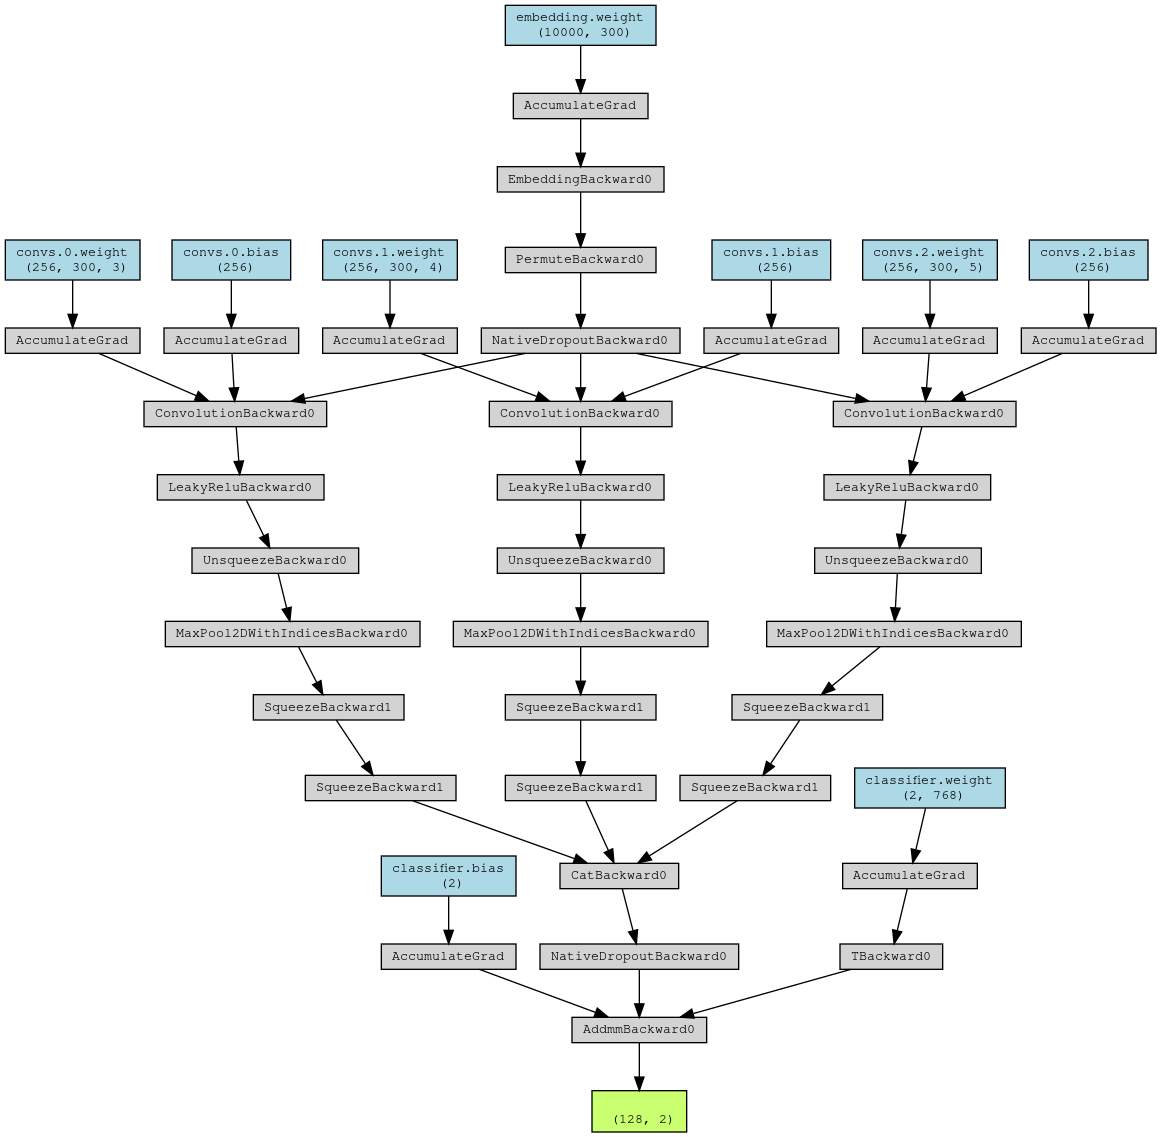 embedding.weight
(10000, 300)
AccumulateGrad
EmbeddingBackward0
convs.0.weight
(256, 300, 3)
convs.0.bias
(256)
convs.1.weight
(256, 300, 4)
PermuteBackward0
convs.1.bias
(256)
convs.2.weight
(256, 300, 5)
convs.2.bias
(256)
AccumulateGrad
AccumulateGrad
AccumulateGrad
NativeDropoutBackward0
AccumulateGrad
AccumulateGrad
AccumulateGrad
ConvolutionBackward0
ConvolutionBackward0
ConvolutionBackward0
LeakyReluBackward0
LeakyReluBackward0
LeakyReluBackward0
UnsqueezeBackward0
UnsqueezeBackward0
UnsqueezeBackward0
MaxPool2DWithIndicesBackward0
MaxPool2DWithIndicesBackward0
MaxPool2DWithIndicesBackward0
SqueezeBackward1
SqueezeBackward1
SqueezeBackward1
SqueezeBackward1
SqueezeBackward1
SqueezeBackward1
classifier.weight
(2, 768)
classifier.bias
(2)
CatBackward0
AccumulateGrad
AccumulateGrad
NativeDropoutBackward0
TBackward0
AddmmBackward0
(128, 2)